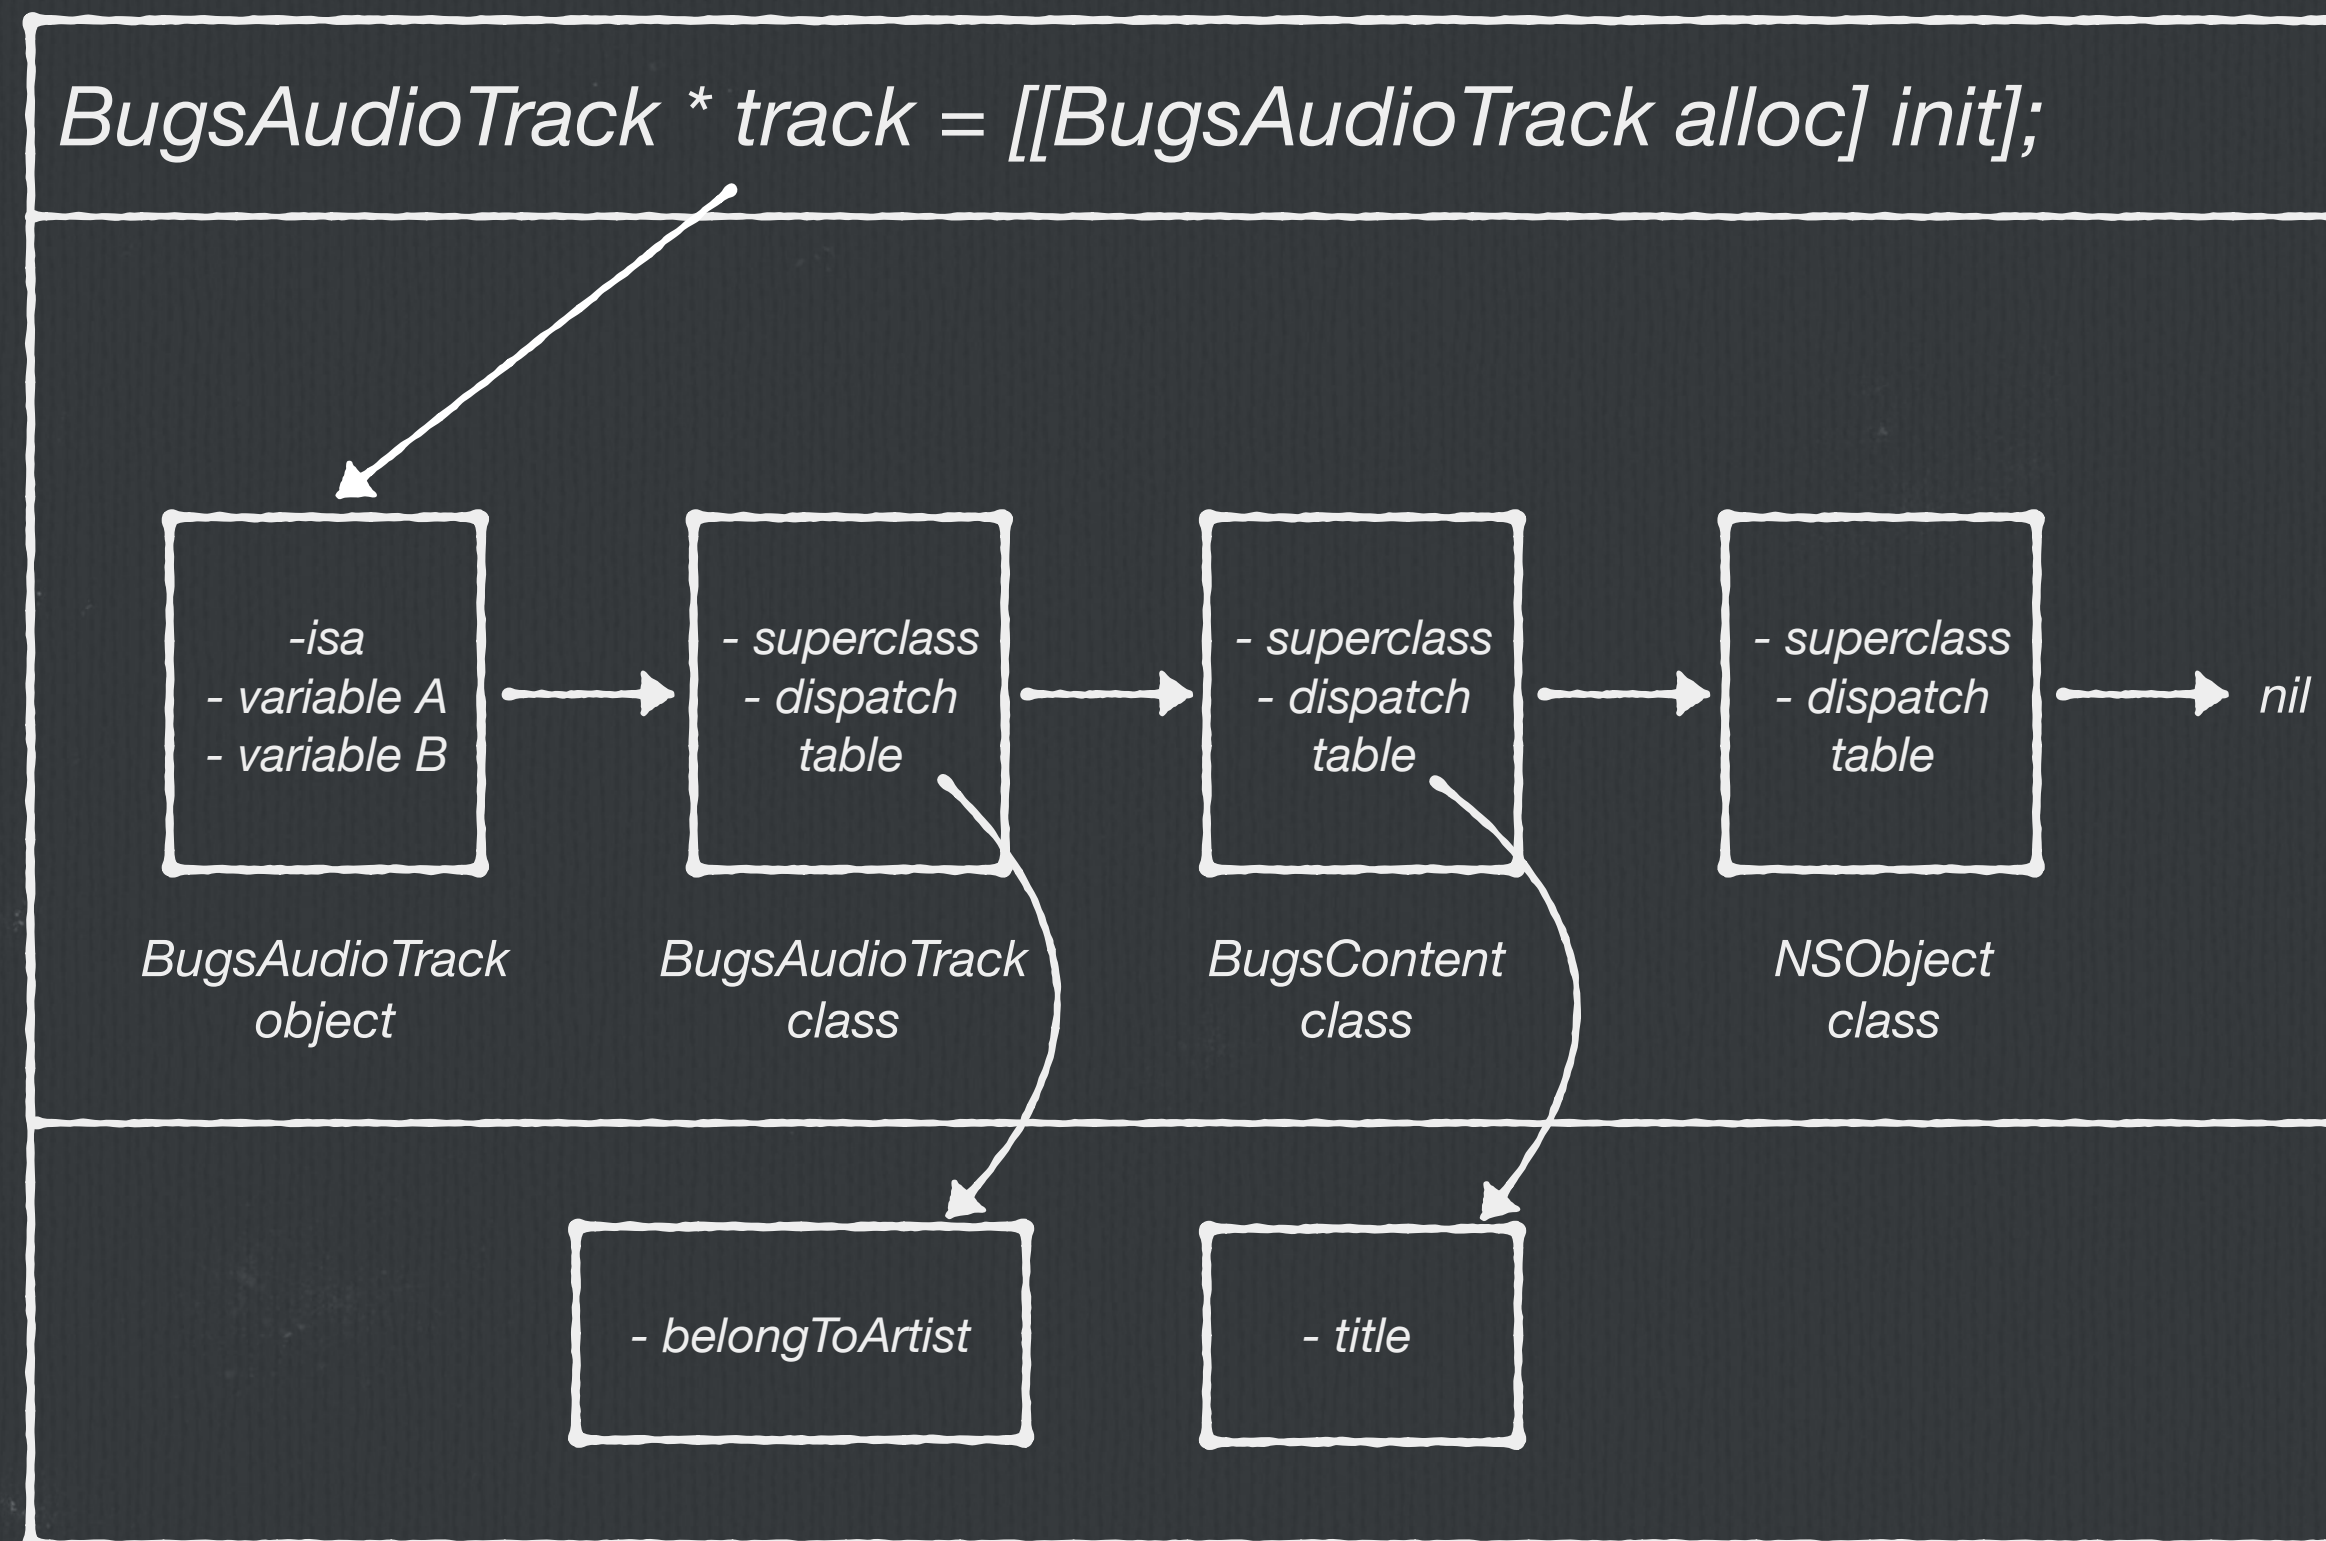 BugsAudioTrack * track = [[BugsAudioTrack alloc] init];
-isa
- variable A
- variable B
- superclass
- dispatch
table
- superclass
- dispatch
table
- superclass
- dispatch
table
nil
BugsAudioTrack
object
BugsAudioTrack
class
BugsContent
class
NSObject
class
- belongToArtist
- title